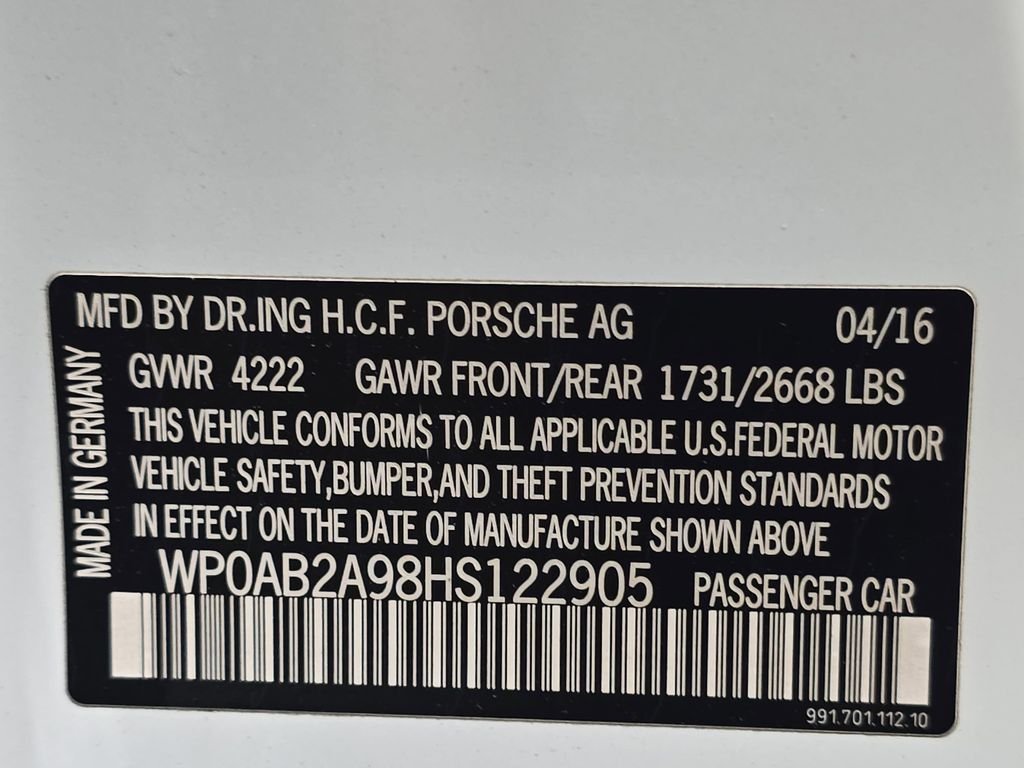 MFD BY DR.ING H.C.F. PORSCHE AG 04/16
GVWR 4222 GAWR FRONT/REAR 1731/2668 LBS
THIS VEHICLE CONFORMS TO ALL APPLICABLE U.S.FEDERAL MOTOR
VEHICLE SAFETY,BUMPER,AND THEFT PREVENTION STANDARDS
IN EFFECT ON THE DATE OF MANUFACTURE SHOWN ABOVE
WP0AB2A98HS122905 PASSENGER CAR
991.701.112.10
MADE IN GERMANY